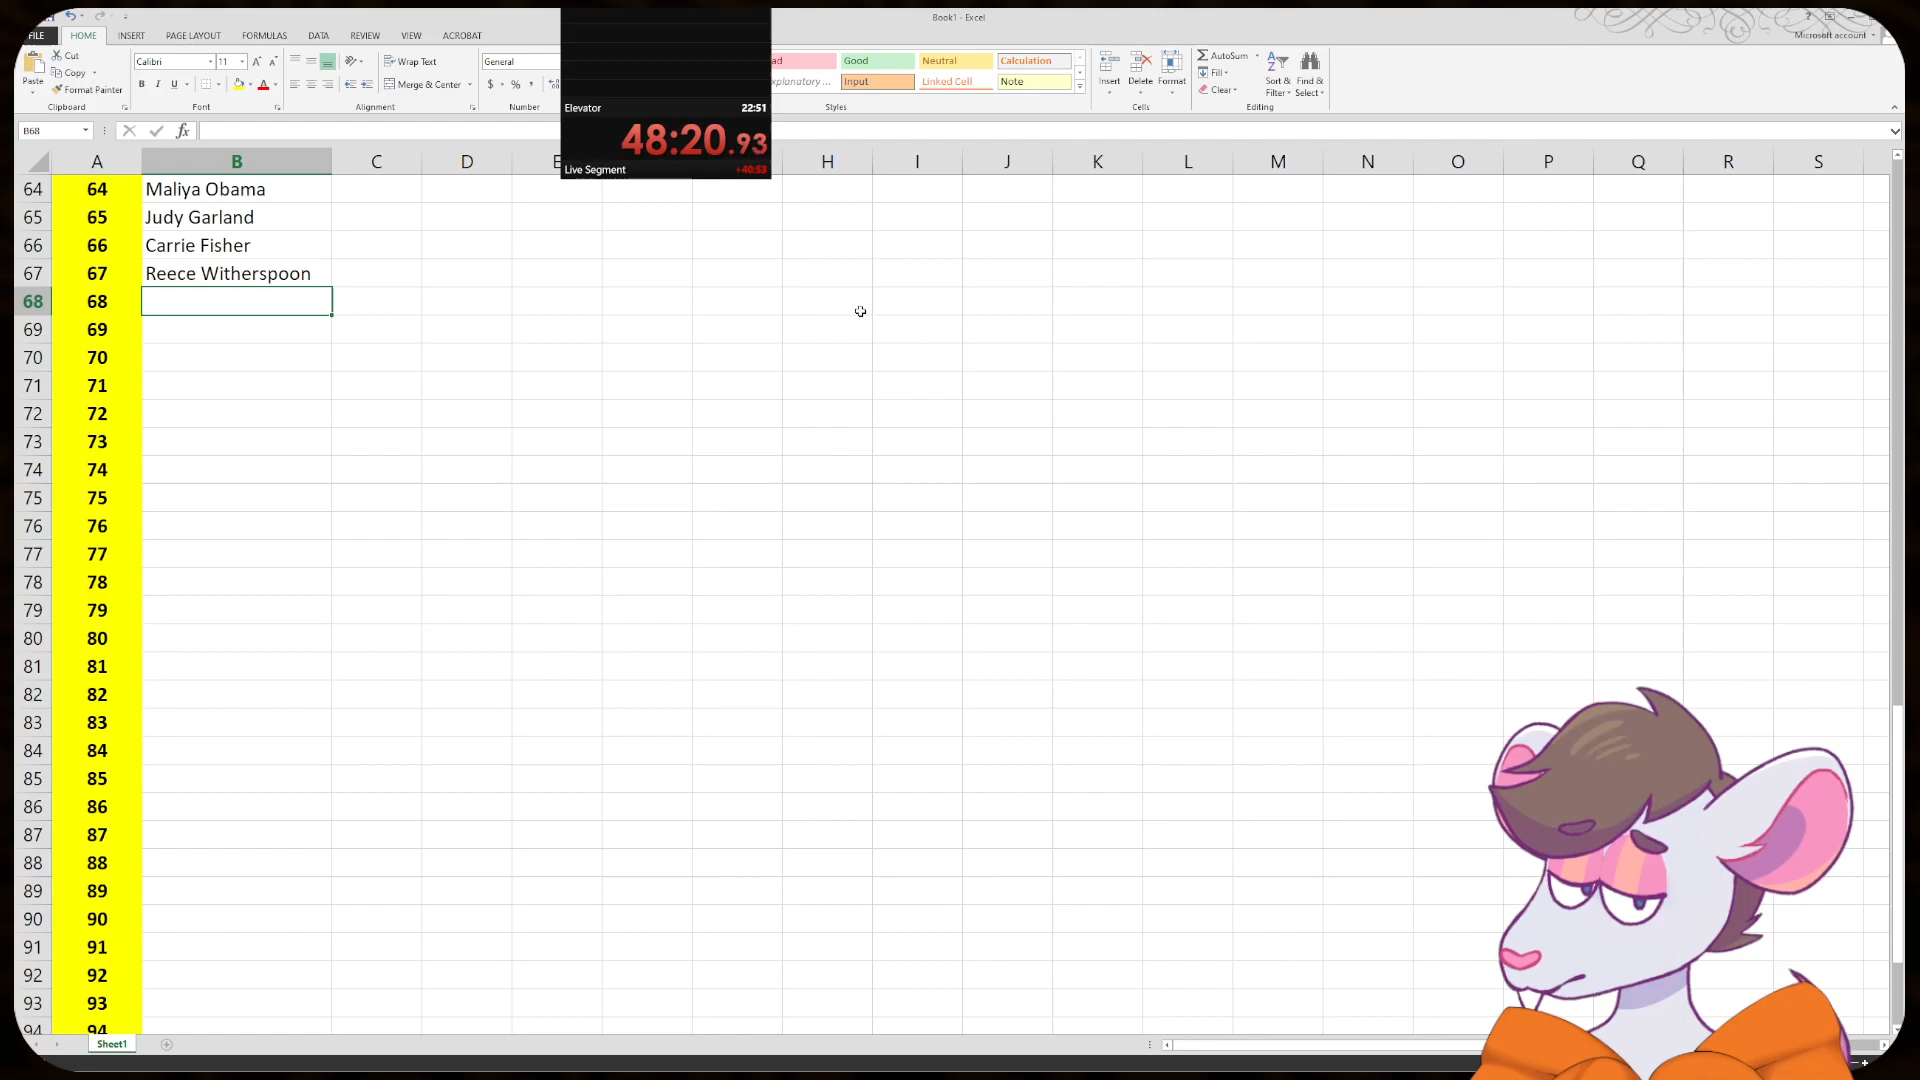 Book1 - Excel
?
FILE HOME INSERT PAGE LAYOUT FORMULAS DATA REVIEW VIEW ACROBAT
Microsoft account
Paste
Cut
Copy
Format Painter
Clipboard
Calibri 11
B I U
Font
Wrap Text
Merge & Center
Alignment
General
$ % ,
Number
Good Neutral Calculation
Input Linked Cell Note
Styles
Insert Delete Format
Cells
AutoSum
Fill
Clear
Sort & Filter
Find & Select
Editing
Elevator 22:51
48:20.93
Live Segment +40:53
B68
fx
A B C D H I J K L M N O P Q R S
64 64 Maliya Obama
65 65 Judy Garland
66 66 Carrie Fisher
67 67 Reece Witherspoon
68 68
69 69
70 70
71 71
72 72
73 73
74 74
75 75
76 76
77 77
78 78
79 79
80 80
81 81
82 82
83 83
84 84
85 85
86 86
87 87
88 88
89 89
90 90
91 91
92 92
93 93
94 94
Sheet1